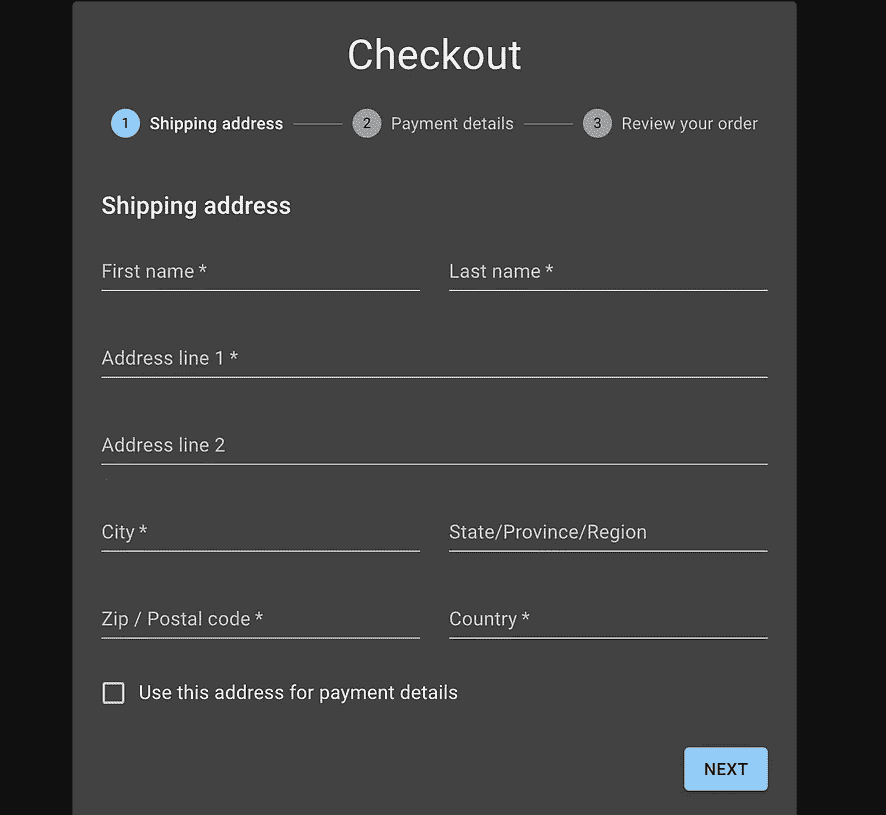 Checkout
1 Shipping address 2 Payment details 3 Review your order
Shipping address
First name * Last name *
Address line 1 *
Address line 2
City * State/Province/Region
Zip / Postal code * Country *
Use this address for payment details
NEXT